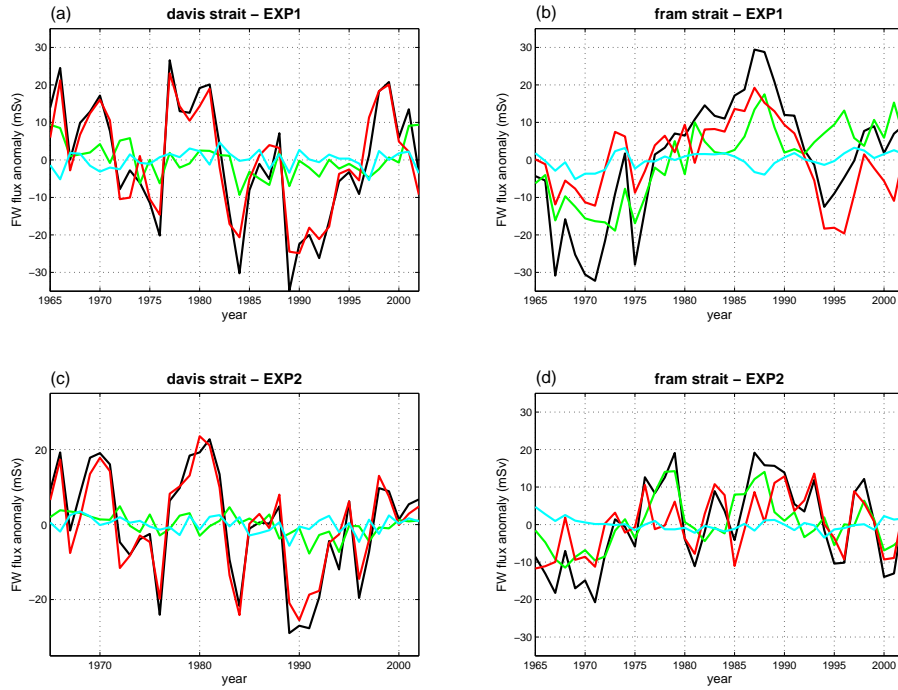 (a) davis strait – EXP1
FW flux anomaly (mSv)
30
20
10
0
−10
−20
−30
1965 1970 1975 1980 1985 1990 1995 2000
year
(b) fram strait – EXP1
FW flux anomaly (mSv)
30
20
10
0
−10
−20
−30
1965 1970 1975 1980 1985 1990 1995 2000
year
(c) davis strait – EXP2
FW flux anomaly (mSv)
20
0
−20
1970 1980 1990 2000
year
(d) fram strait – EXP2
FW flux anomaly (mSv)
30
20
10
0
−10
−20
−30
1965 1970 1975 1980 1985 1990 1995 2000
year